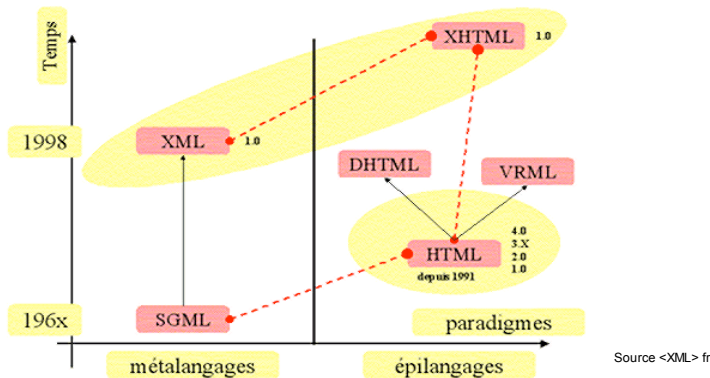 Temps
XHTML 1.0
1998
XML 1.0
DHTML
VRML
4.0
3.X
HTML 2.0
1.0
depuis 1991
196x
SGML
paradigmes
métalangages
épilangages
Source <XML> fr